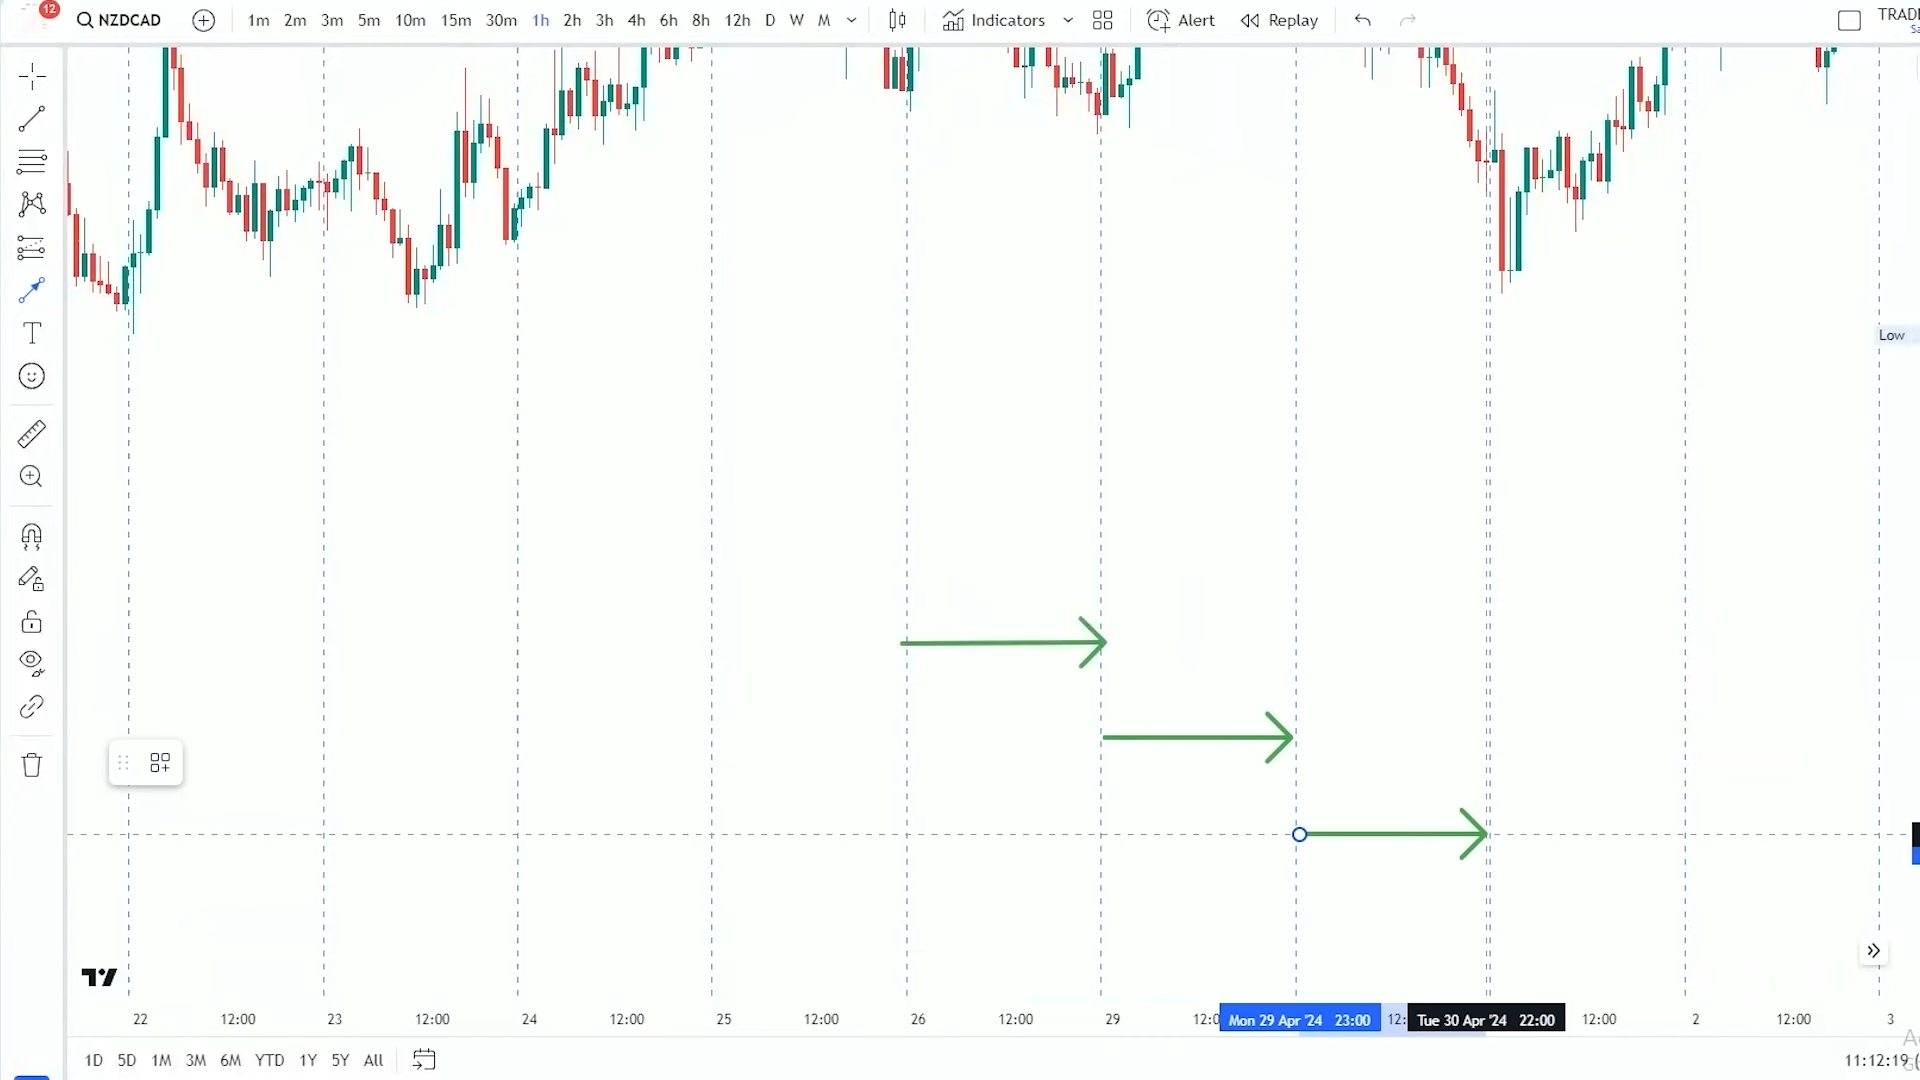 12
NZDCAD 1m 2m 3m 5m 10m 15m 30m 1h 2h 3h 4h 6h 8h 12h D W M Indicators Alert Replay
Low
22 12:00 23 12:00 24 12:00 25 12:00 26 12:00 29 Mon 29 Apr '24 23:00 12: Tue 30 Apr '24 22:00 12:00 2 12:00 3
1D 5D 1M 3M 6M YTD 1Y 5Y All 11:12:19